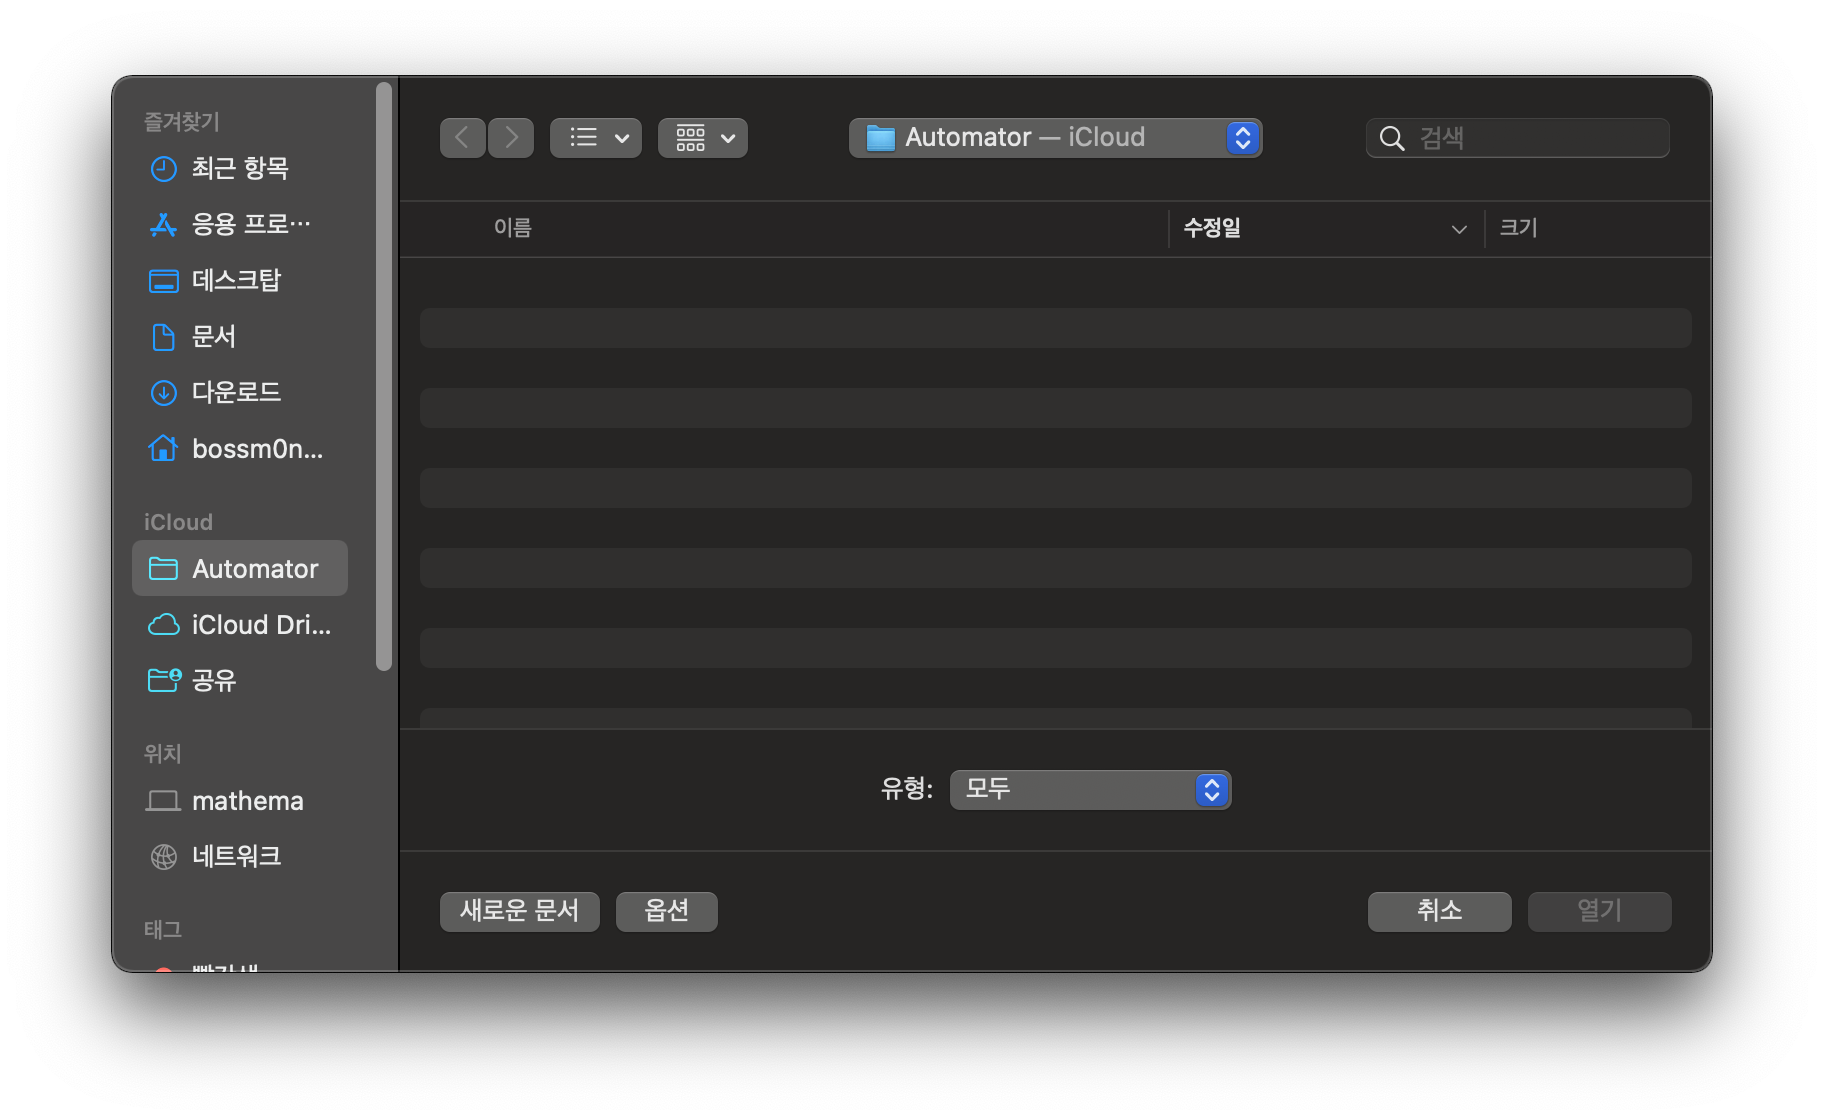 즐겨찾기
최근 항목
응용 프로…
데스크탑
문서
다운로드
bossm0n...
iCloud
Automator
iCloud Dri...
공유
위치
mathema
네트워크
태그
빨간색
Automator — iCloud
검색
이름 수정일 크기
유형: 모두
새로운 문서 옵션 취소 열기